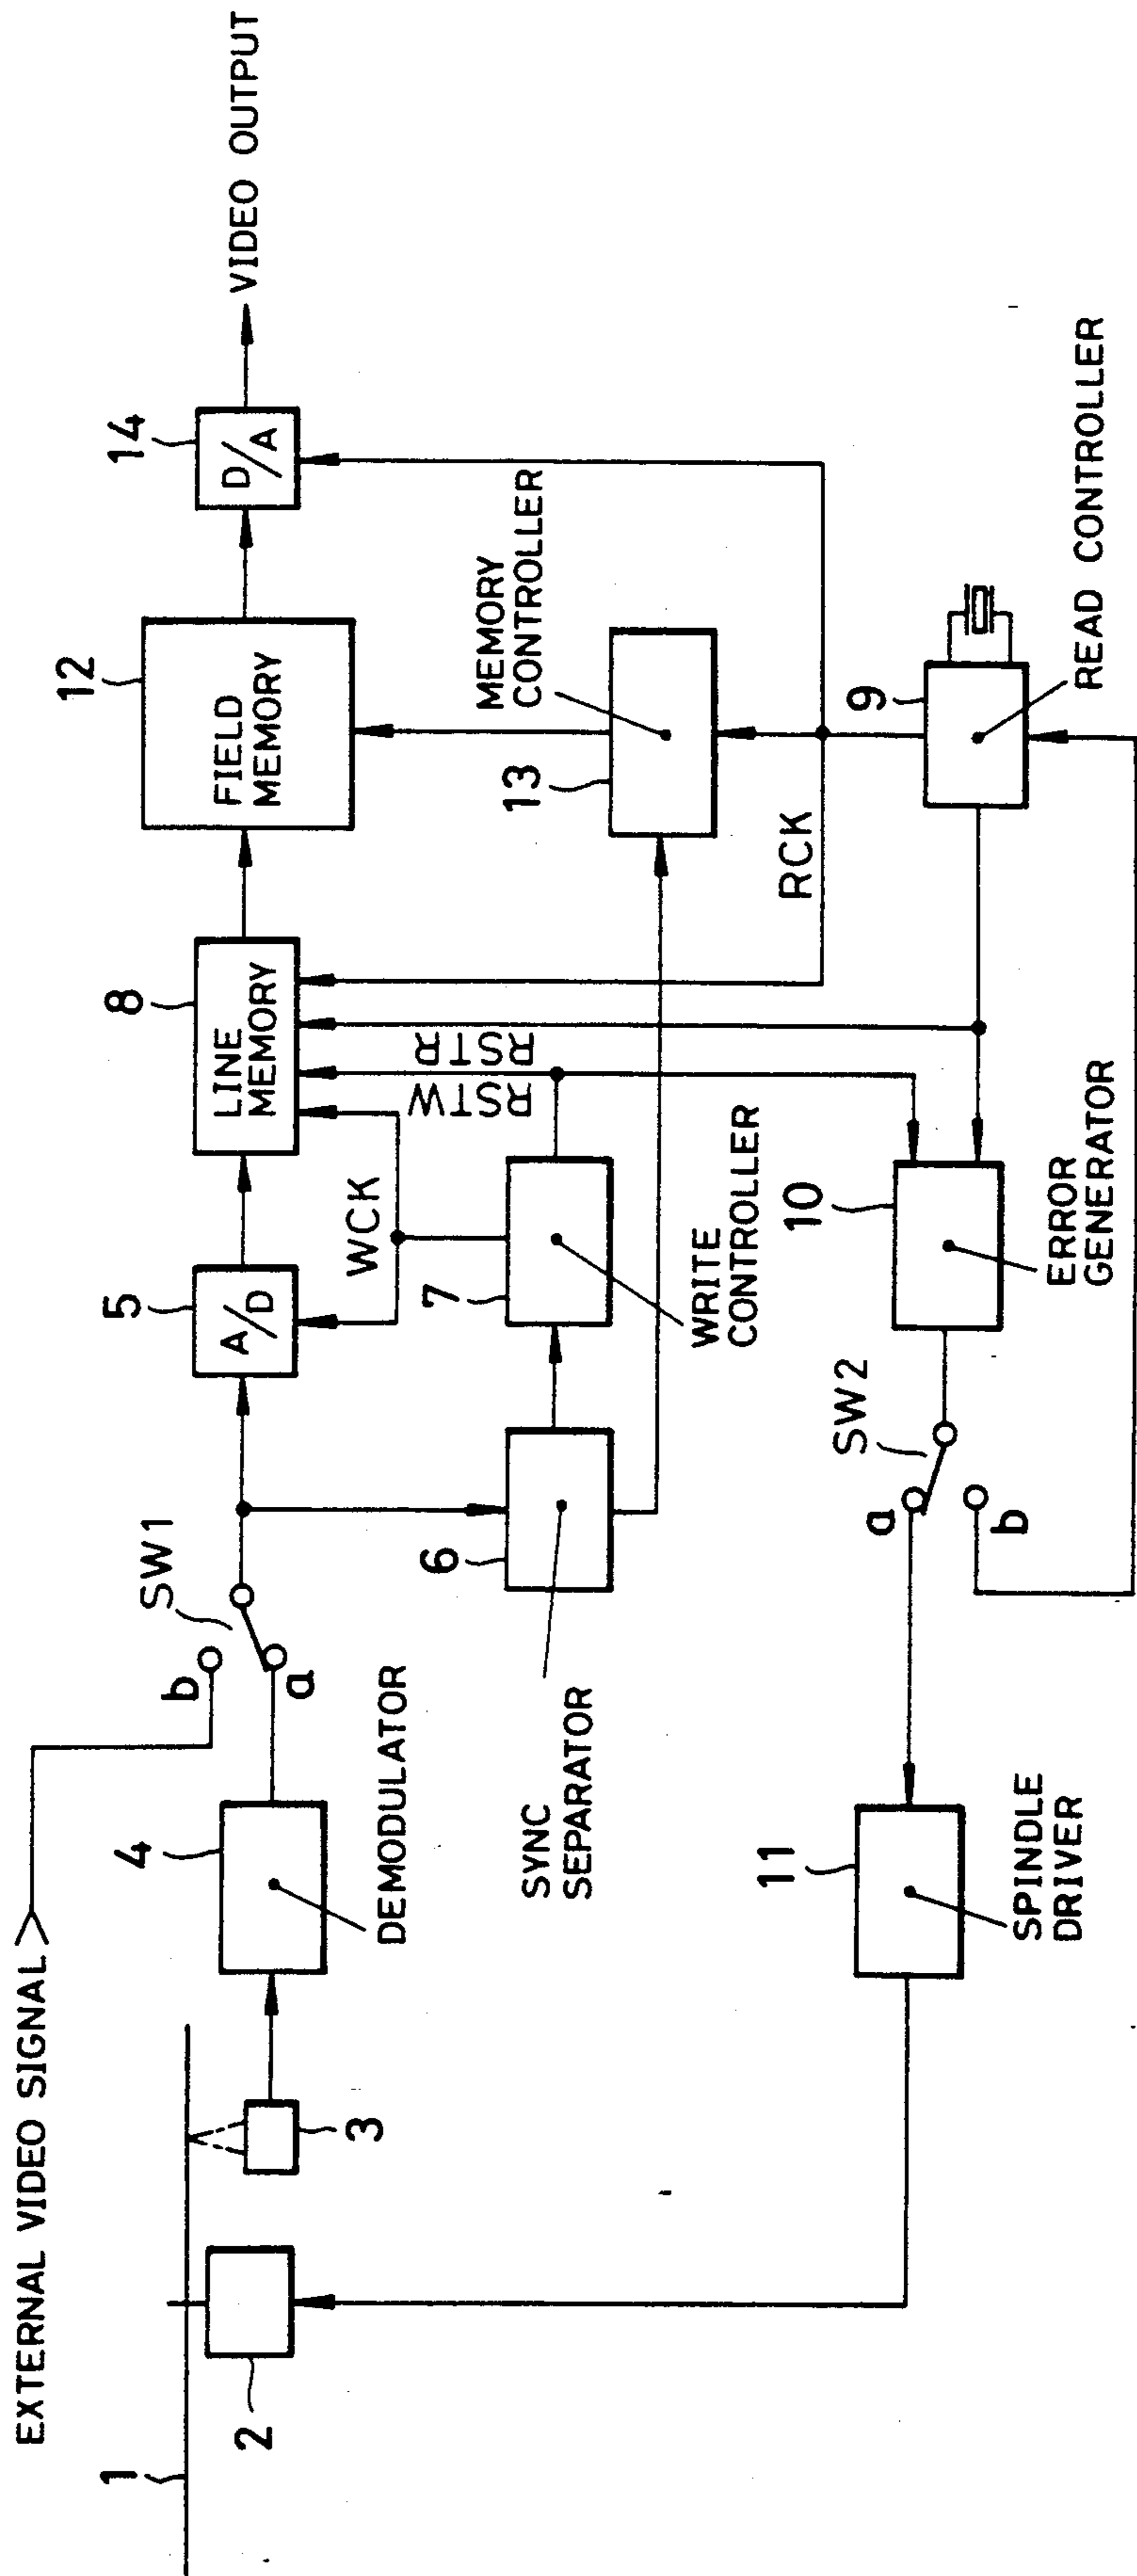 EXTERNAL VIDEO SIGNAL
1
2
3
4
DEMODULATOR
b
a
SW1
5
A/D
6
SYNC
SEPARATOR
7
WRITE
CONTROLLER
WCK
RSTW
RSTR
8
LINE
MEMORY
12
FIELD
MEMORY
14
D/A
VIDEO OUTPUT
13
MEMORY
CONTROLLER
RCK
9
READ CONTROLLER
10
ERROR
GENERATOR
SW2
a
b
11
SPINDLE
DRIVER